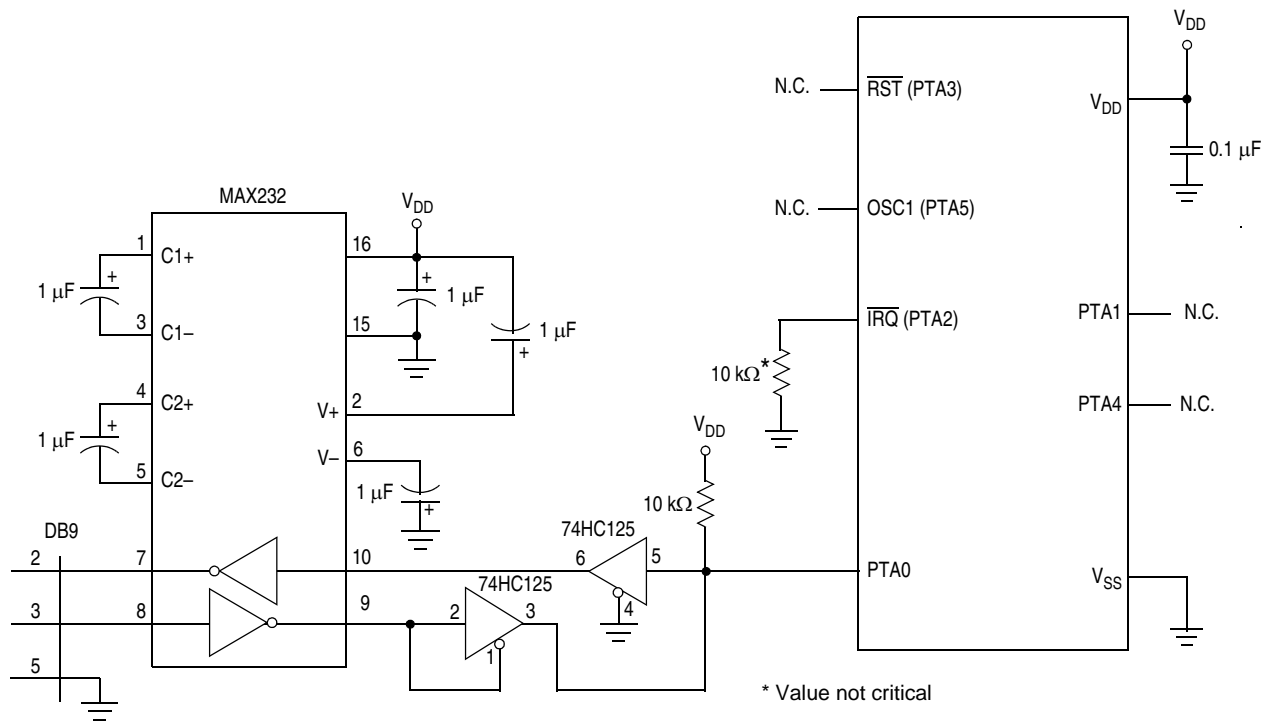 VDD
N.C.
RST (PTA3)
VDD
0.1 µF
MAX232
VDD
N.C.
OSC1 (PTA5)
1
C1+
16
+
1 µF
+
1 µF
3
C1–
15
1 µF
+
IRQ (PTA2)
PTA1
N.C.
10 kΩ*
4
C2+
V+
2
PTA4
N.C.
+
1 µF
VDD
5
C2–
V–
6
1 µF
+
10 kΩ
DB9
74HC125
2
7
10
6
5
PTA0
VSS
74HC125
4
3
8
9
2
3
1
5
* Value not critical